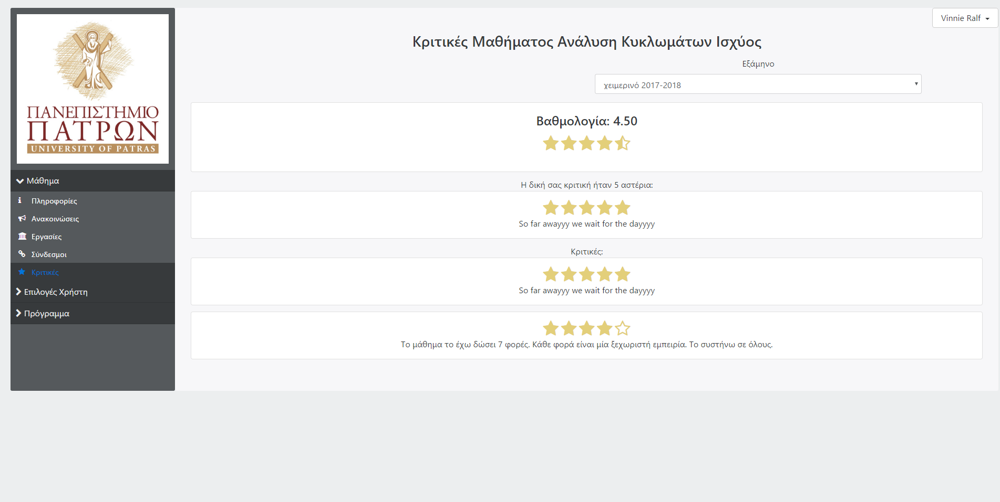 ΠΑΝΕΠΙΣΤΗΜΙΟ
ΠΑΤΡΩΝ
UNIVERSITY OF PATRAS
Μάθημα
Πληροφορίες
Ανακοινώσεις
Εργασίες
Σύνδεσμοι
Κριτικές
Επιλογές Χρήστη
Πρόγραμμα
Vinnie Ralf
Κριτικές Μαθήματος Ανάλυση Κυκλωμάτων Ισχύος
Εξάμηνο
χειμερινό 2017-2018
Βαθμολογία: 4.50
Η δική σας κριτική ήταν 5 αστέρια:
So far awayyy we wait for the dayyyy
Κριτικές:
So far awayyy we wait for the dayyyy
Το μάθημα το έχω δώσει 7 φορές. Κάθε φορά είναι μία ξεχωριστή εμπειρία. Το συστήνω σε όλους.